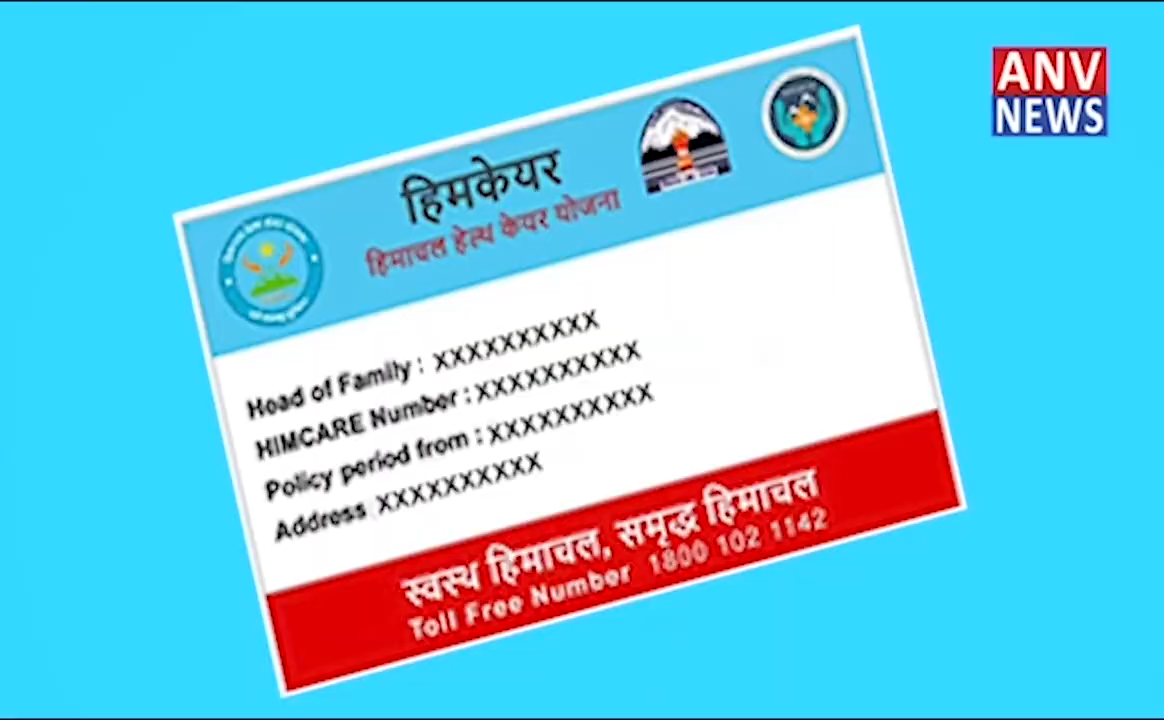 ANV
NEWS
हिमकेयर
हिमाचल हेल्थ केयर योजना
Head of Family : XXXXXXXXXX
HIMCARE Number : XXXXXXXXXX
Policy period from : XXXXXXXXXX
Address XXXXXXXXXX
स्वस्थ हिमाचल, समृद्ध हिमाचल
Toll Free Number 1800 102 1142